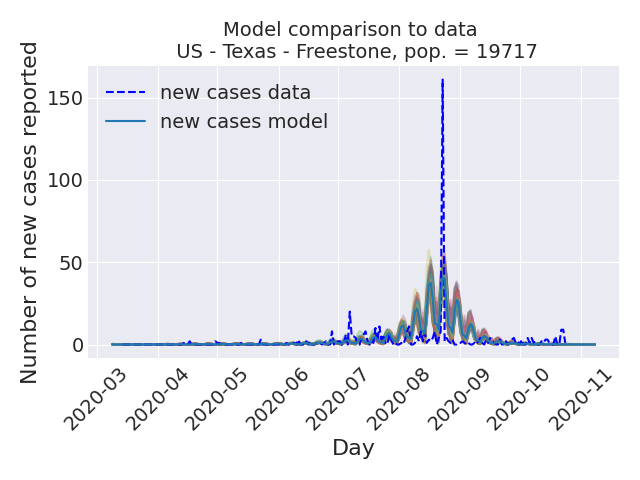 Model comparison to data
US - Texas - Freestone, pop. = 19717
Number of new cases reported
150
100
50
0
new cases data
new cases model
2020-03
2020-04
2020-05
2020-06
2020-07
2020-08
2020-09
2020-10
2020-11
Day